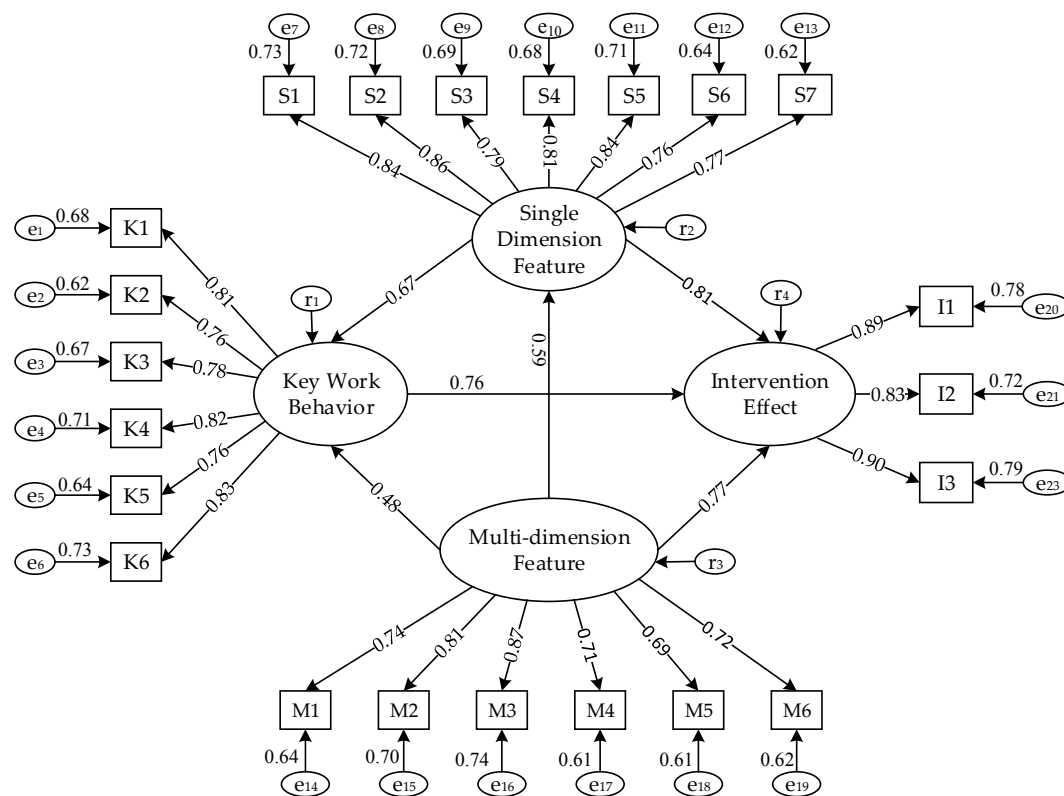 e7 e8 e9 e10 e11 e12 e13
0.73 0.72 0.69 0.68 0.71 0.64 0.62
S1 S2 S3 S4 S5 S6 S7
0.84 0.86 0.79 0.81 0.84 0.76 0.77
Single
Dimension
Feature
r2
e1 0.68 K1
e2 0.62 K2
e3 0.67 K3
e4 0.71 K4
e5 0.64 K5
e6 0.73 K6
0.81
0.76
0.78
0.82
0.76
0.83
r1
0.67
0.81
r4
Key Work
Behavior
0.76
0.59
Intervention
Effect
0.89 I1 0.78 e20
0.83 I2 0.72 e21
0.90 I3 0.79 e23
0.48
0.77
Multi-dimension
Feature
r3
0.74 0.81 0.87 0.71 0.69 0.72
M1 M2 M3 M4 M5 M6
0.64 0.70 0.74 0.61 0.61 0.62
e14 e15 e16 e17 e18 e19